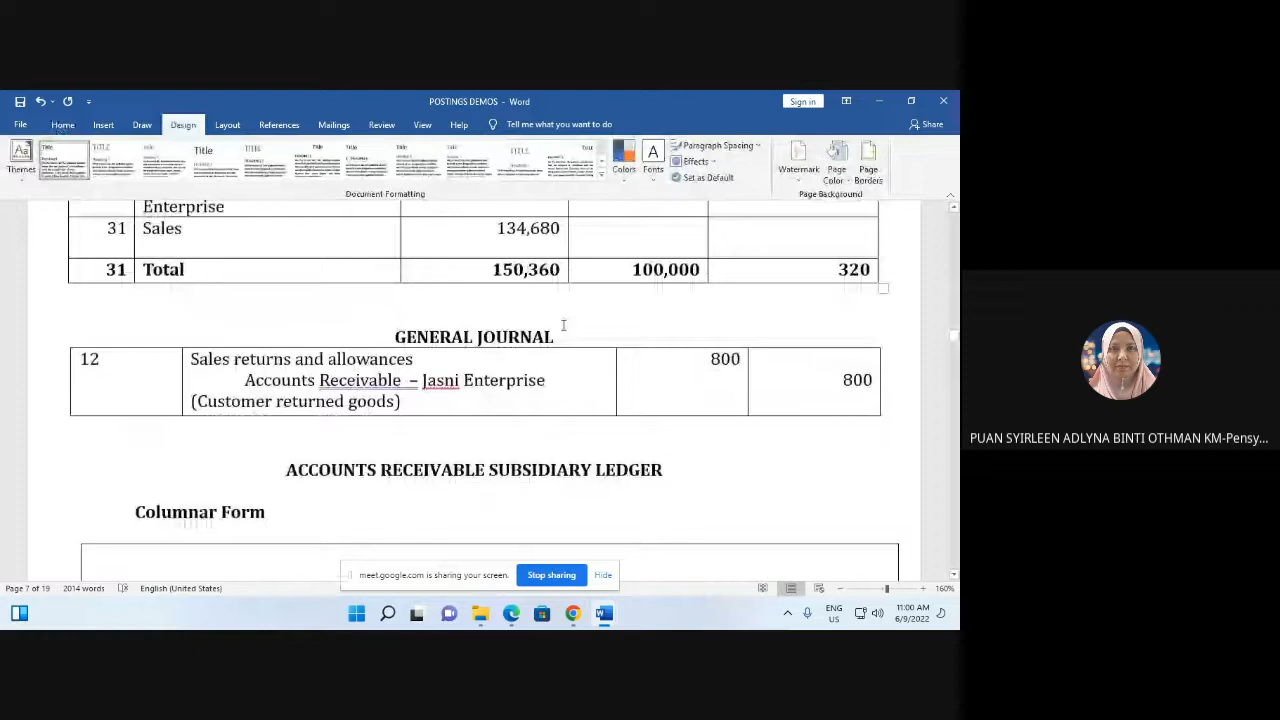 POSTINGS DEMOS - Word
Sign in
File Home Insert Draw Design Layout References Mailings Review View Help Tell me what you want to do Share
Themes
Colors
Fonts
Paragraph Spacing
Effects
Set as Default
Watermark
Page Color
Page Borders
Document Formatting
Page Background
Enterprise
31 Sales 134,680
31 Total 150,360 100,000 320
GENERAL JOURNAL
12 Sales returns and allowances 800
Accounts Receivable – Jasni Enterprise 800
(Customer returned goods)
ACCOUNTS RECEIVABLE SUBSIDIARY LEDGER
Columnar Form
meet.google.com is sharing your screen. Stop sharing Hide
Page 7 of 19 2014 words English (United States) 160%
ENG US 11:00 AM 6/9/2022
PUAN SYIRLEEN ADLYNA BINTI OTHMAN KM-Pensy...